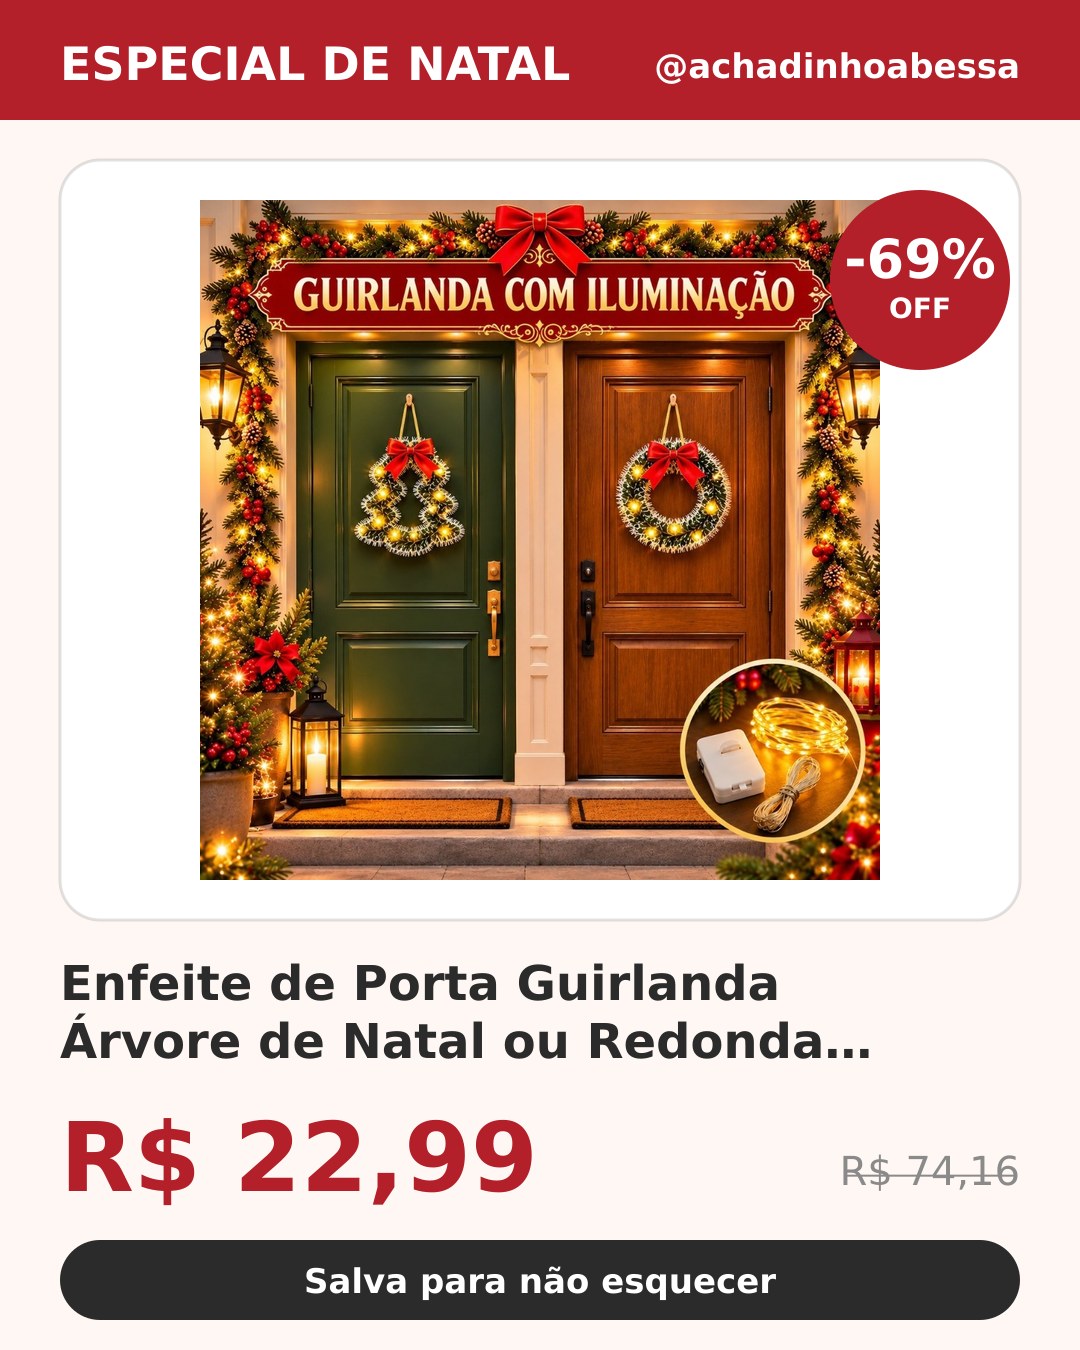 ESPECIAL DE NATAL
@achadinhoabessa
-69%
OFF
GUIRLANDA COM ILUMINAÇÃO
Enfeite de Porta Guirlanda
Árvore de Natal ou Redonda...
R$ 22,99
R$ 74,16
Salva para não esquecer